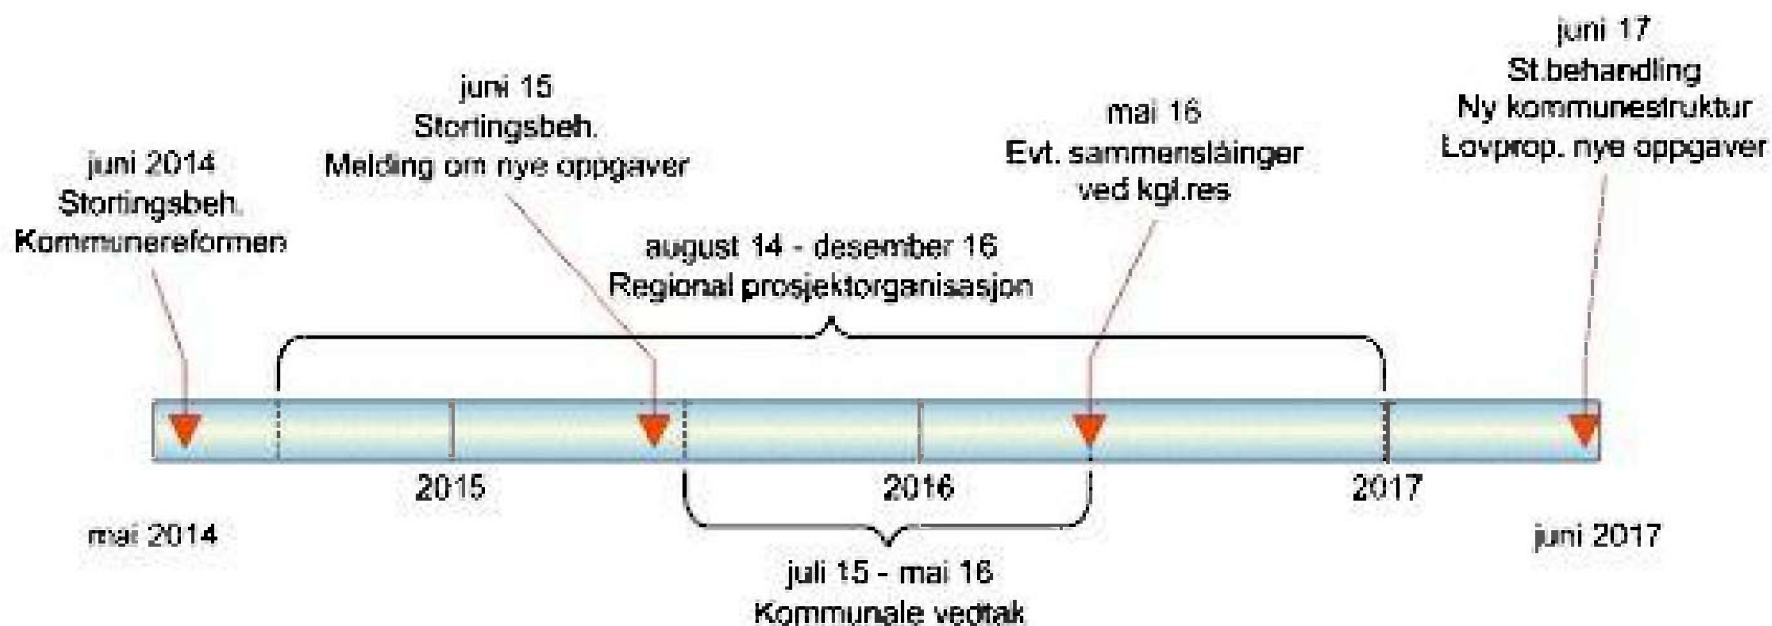 juni 2014
Stortingsbeh.
Kommunereformen
juni 15
Stortingsbeh.
Melding om nye oppgaver
august 14 - desember 16
Regional prosjektorganisasjon
mai 16
Evt. sammenslåinger
ved kgl.res
juni 17
St.behandling
Ny kommunestruktur
Lovprop. nye oppgaver
2015
2016
2017
mai 2014
juni 2017
juli 15 - mai 16
Kommunale vedtak